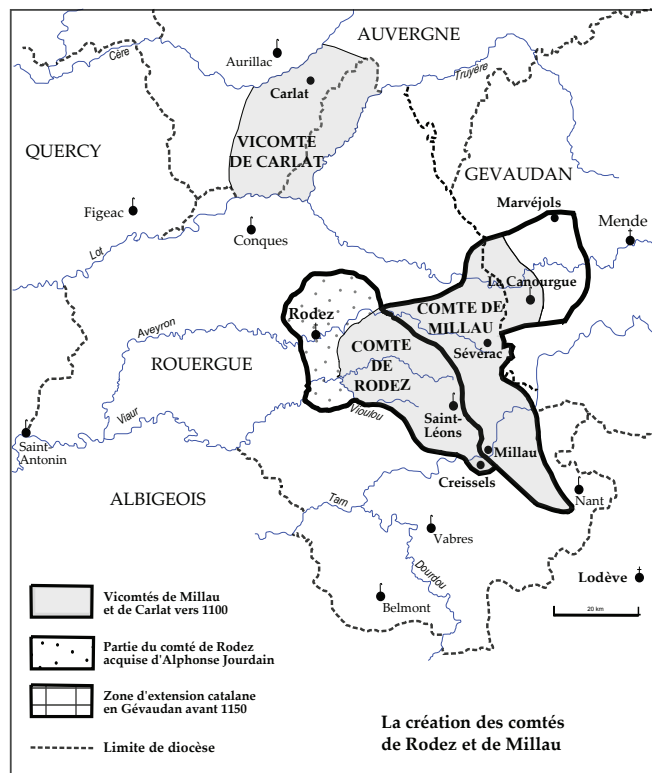 AUVERGNE
Aurillac
Cère
Truyère
Carlat
VICOMTÉ
DE CARLAT
QUERCY
GEVAUDAN
Marvéjols
Figeac
Mende
Conques
Lot
La Canourgue
COMTE DE
MILLAU
Rodez
Aveyron
Séverac
COMTE
DE
RODEZ
ROUERGUE
Viaur
Vioulou
Saint-
Léons
Saint-
Antonin
Millau
Creissels
ALBIGEOIS
Nant
Tarn
Vabres
Dourdou
Lodève
Belmont
20 km
Vicomtés de Millau
et de Carlat vers 1100
Partie du comté de Rodez
acquise d'Alphonse Jourdain
Zone d'extension catalane
en Gévaudan avant 1150
Limite de diocèse
La création des comtés
de Rodez et de Millau